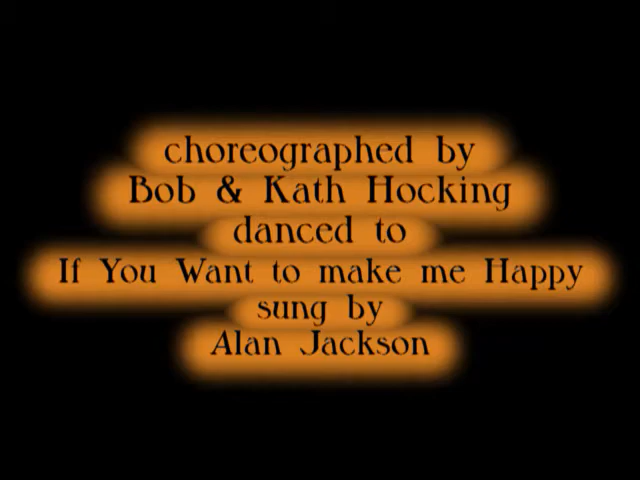 choreographed by
Bob & Kath Hocking
danced to
If You Want to make me Happy
sung by
Alan Jackson